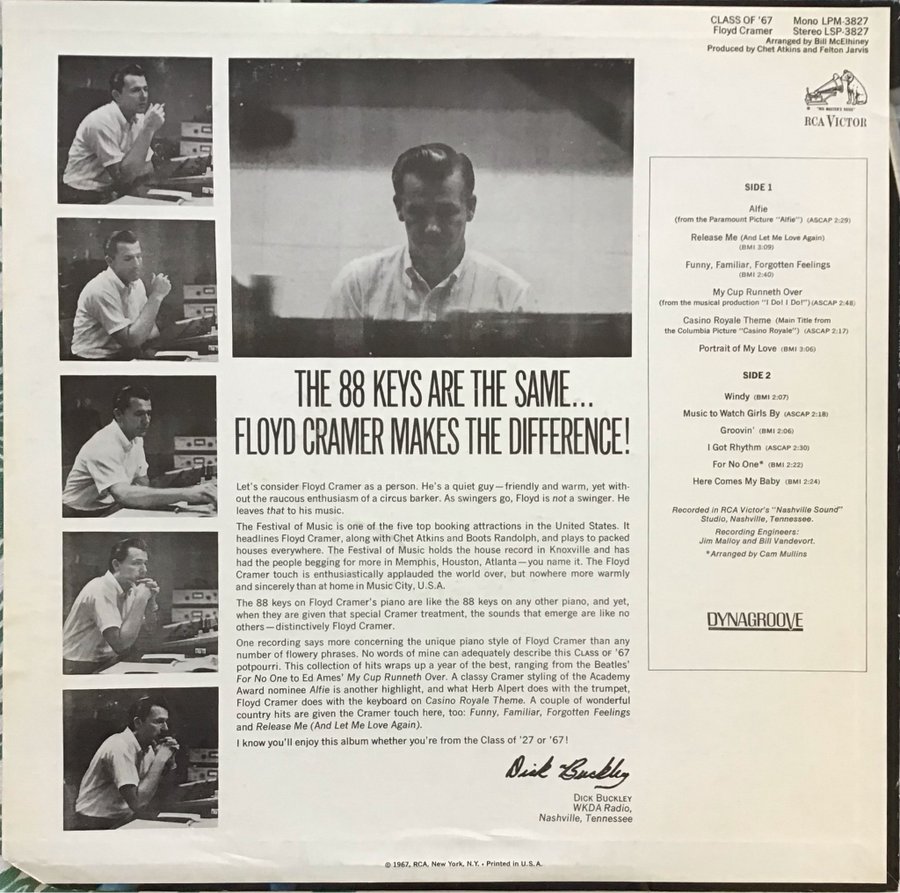 CLASS OF '67 Mono LPM-3827
Floyd Cramer Stereo LSP-3827
Arranged by Bill McElhiney
Produced by Chet Atkins and Felton Jarvis
"HIS MASTER'S VOICE"
RCA VICTOR
THE 88 KEYS ARE THE SAME...
FLOYD CRAMER MAKES THE DIFFERENCE!
Let's consider Floyd Cramer as a person. He's a quiet guy—friendly and warm, yet with-
out the raucous enthusiasm of a circus barker. As swingers go, Floyd is not a swinger. He
leaves that to his music.
The Festival of Music is one of the five top booking attractions in the United States. It
headlines Floyd Cramer, along with Chet Atkins and Boots Randolph, and plays to packed
houses everywhere. The Festival of Music holds the house record in Knoxville and has
had the people begging for more in Memphis, Houston, Atlanta—you name it. The Floyd
Cramer touch is enthusiastically applauded the world over, but nowhere more warmly
and sincerely than at home in Music City, U.S.A.
The 88 keys on Floyd Cramer's piano are like the 88 keys on any other piano, and yet,
when they are given that special Cramer treatment, the sounds that emerge are like no
others—distinctively Floyd Cramer.
One recording says more concerning the unique piano style of Floyd Cramer than any
number of flowery phrases. No words of mine can adequately describe this CLASS OF '67
potpourri. This collection of hits wraps up a year of the best, ranging from the Beatles'
For No One to Ed Ames' My Cup Runneth Over. A classy Cramer styling of the Academy
Award nominee Alfie is another highlight, and what Herb Alpert does with the trumpet,
Floyd Cramer does with the keyboard on Casino Royale Theme. A couple of wonderful
country hits are given the Cramer touch here, too: Funny, Familiar, Forgotten Feelings
and Release Me (And Let Me Love Again).
I know you'll enjoy this album whether you're from the Class of '27 or '67!
Dick Buckley
DICK BUCKLEY
WKDA Radio,
Nashville, Tennessee
SIDE 1
Alfie
(from the Paramount Picture "Alfie") (ASCAP 2:29)
Release Me (And Let Me Love Again)
(BMI 3:09)
Funny, Familiar, Forgotten Feelings
(BMI 2:40)
My Cup Runneth Over
(from the musical production "I Do! I Do!") (ASCAP 2:48)
Casino Royale Theme (Main Title from
the Columbia Picture "Casino Royale") (ASCAP 2:17)
Portrait of My Love (BMI 3:06)
SIDE 2
Windy (BMI 2:07)
Music to Watch Girls By (ASCAP 2:18)
Groovin' (BMI 2:06)
I Got Rhythm (ASCAP 2:30)
For No One* (BMI 2:22)
Here Comes My Baby (BMI 2:24)
Recorded in RCA Victor's "Nashville Sound"
Studio, Nashville, Tennessee.
Recording Engineers:
Jim Malloy and Bill Vandevort.
*Arranged by Cam Mullins
DYNAGROOVE
© 1967, RCA, New York, N.Y. • Printed in U.S.A.